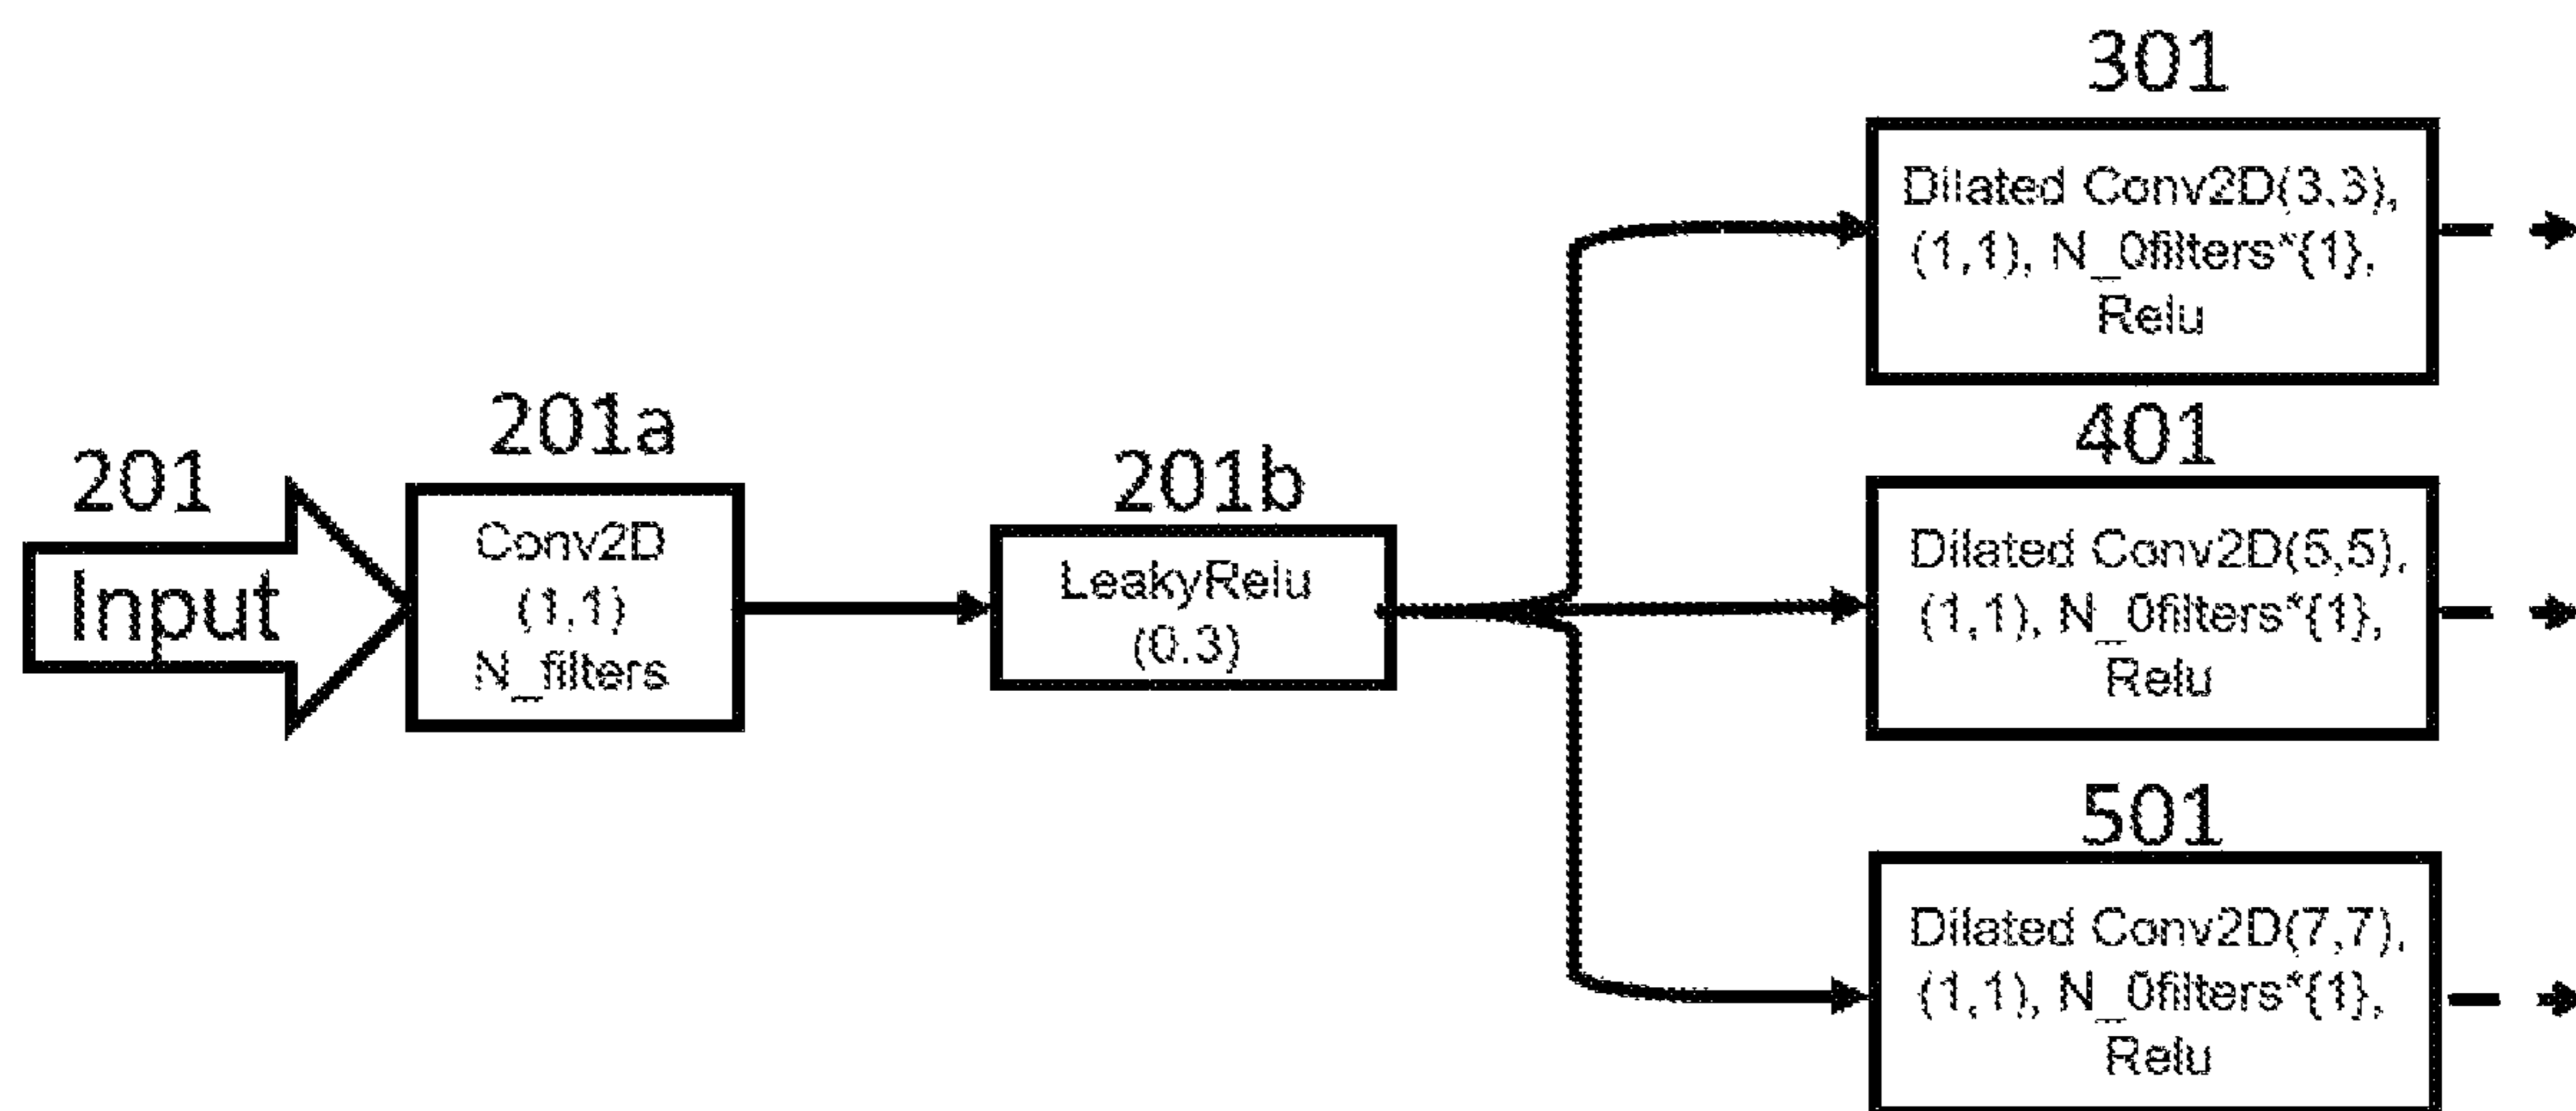 201
Input
201a
Conv2D
(1,1)
N_filters
201b
LeakyRelu
(0.3)
301
Dilated Conv2D(3,3),
(1,1), N_0filters*{1},
Relu
401
Dilated Conv2D(5,5),
(1,1), N_0filters*{1},
Relu
501
Dilated Conv2D(7,7),
(1,1), N_0filters*{1},
Relu